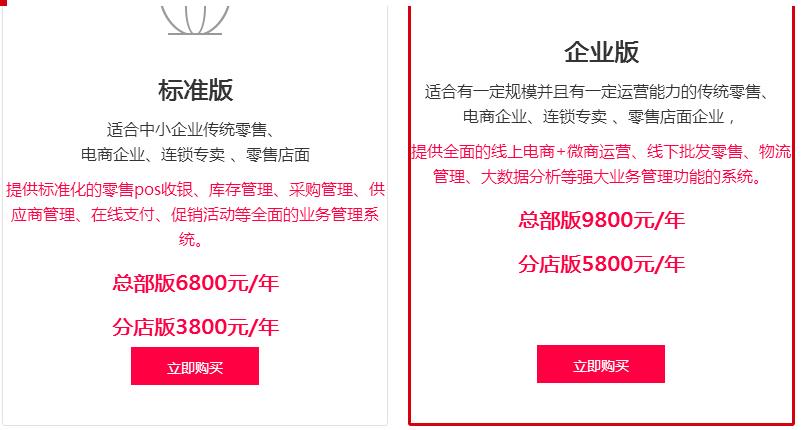 标准版
适合中小企业传统零售、
电商企业、连锁专卖 、零售店面
提供标准化的零售pos收银、库存管理、采购管理、供
应商管理、在线支付、促销活动等全面的业务管理系
统。
总部版6800元/年
分店版3800元/年
立即购买
企业版
适合有一定规模并且有一定运营能力的传统零售、
电商企业、连锁专卖 、零售店面企业，
提供全面的线上电商+微商运营、线下批发零售、物流
管理、大数据分析等强大业务管理功能的系统。
总部版9800元/年
分店版5800元/年
立即购买